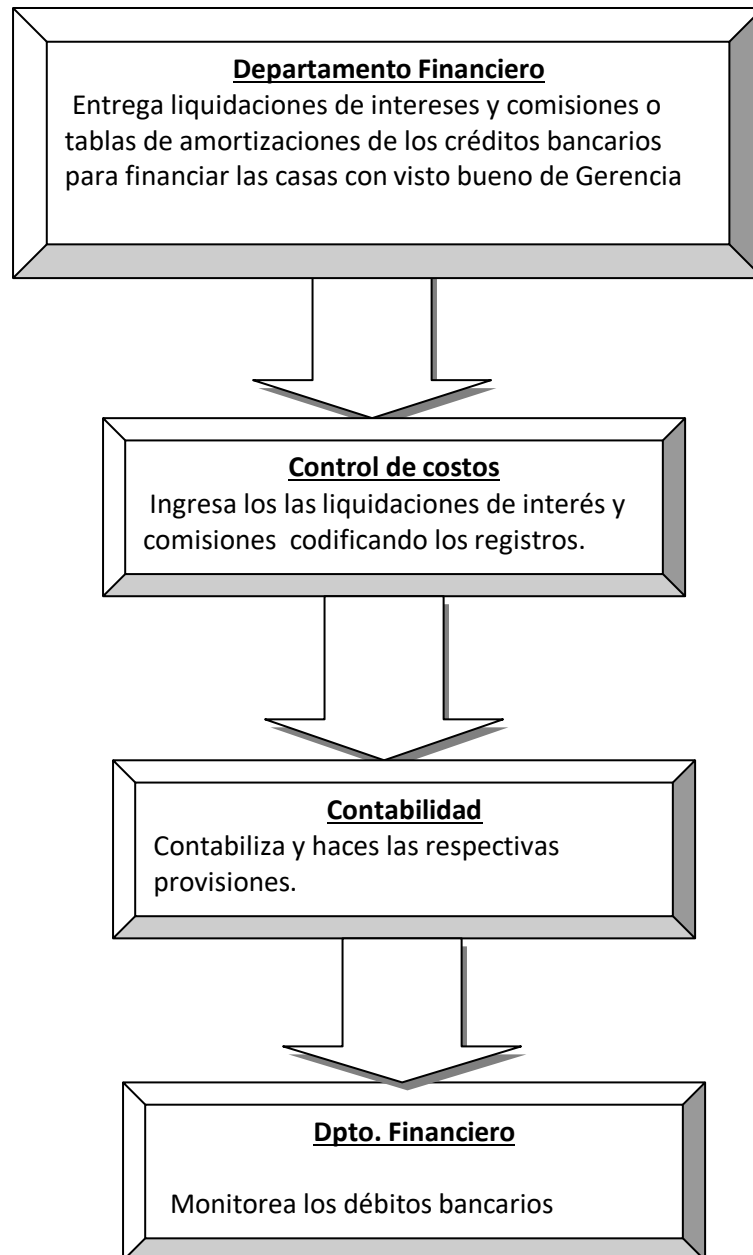 Departamento Financiero
Entrega liquidaciones de intereses y comisiones o
tablas de amortizaciones de los créditos bancarios
para financiar las casas con visto bueno de Gerencia
Control de costos
Ingresa los las liquidaciones de interés y
comisiones codificando los registros.
Contabilidad
Contabiliza y haces las respectivas
provisiones.
Dpto. Financiero
Monitorea los débitos bancarios